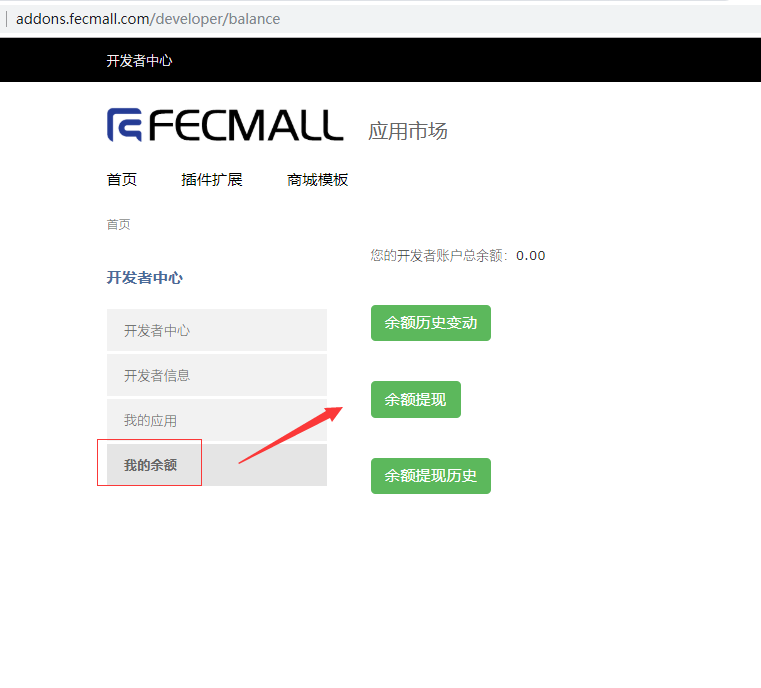 addons.fecmall.com/developer/balance
开发者中心
FECMALL 应用市场
首页 插件扩展 商城模板
首页
您的开发者账户总余额：0.00
开发者中心
余额历史变动
开发者中心
开发者信息
余额提现
我的应用
我的余额
余额提现历史